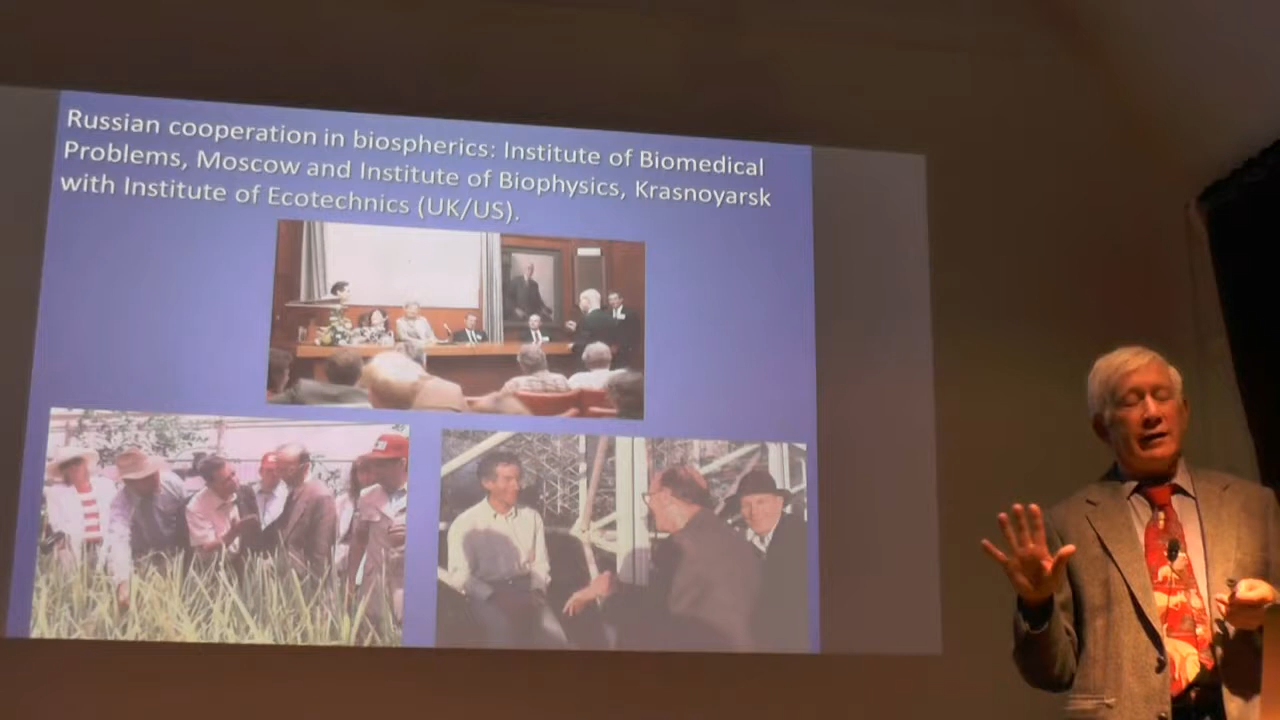 Russian cooperation in biospherics: Institute of Biomedical
Problems, Moscow and Institute of Biophysics, Krasnoyarsk
with Institute of Ecotechnics (UK/US).